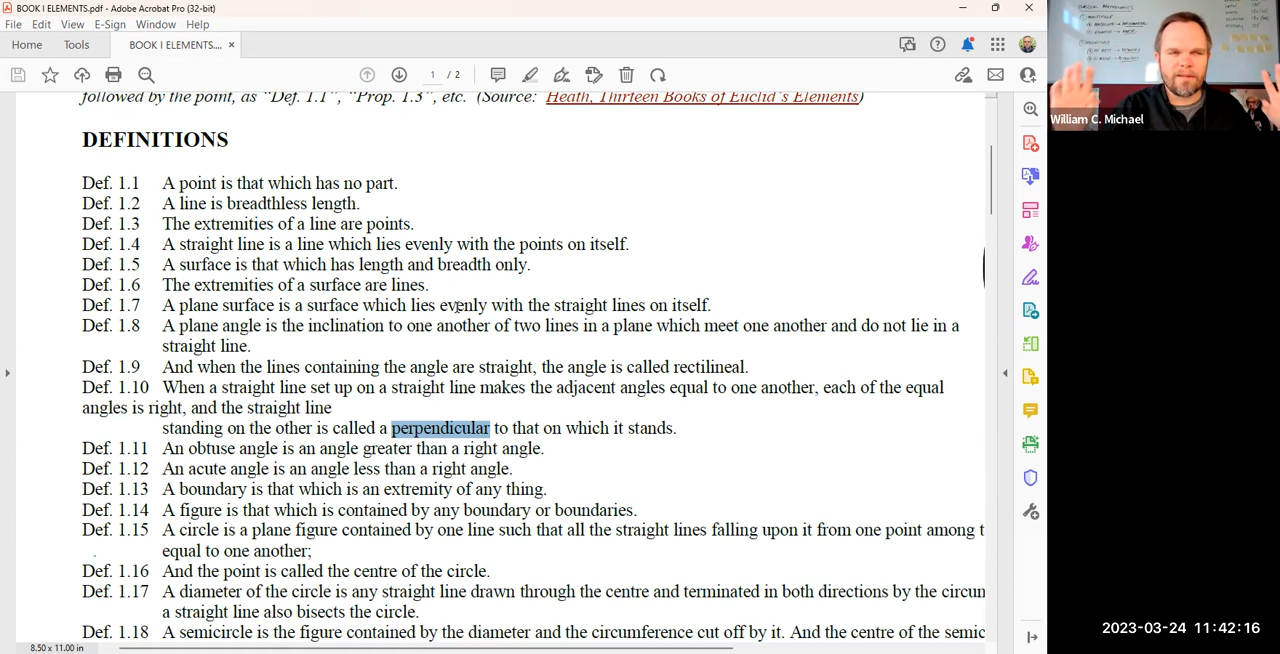 BOOK I ELEMENTS.pdf - Adobe Acrobat Pro (32-bit)
File Edit View E-Sign Window Help
Home Tools BOOK I ELEMENTS.... ×
1 / 2
followed by the point, as “Def. 1.1”, “Prop. 1.3”, etc. (Source: Heath, Thirteen Books of Euclid’s Elements)
DEFINITIONS
Def. 1.1 A point is that which has no part.
Def. 1.2 A line is breadthless length.
Def. 1.3 The extremities of a line are points.
Def. 1.4 A straight line is a line which lies evenly with the points on itself.
Def. 1.5 A surface is that which has length and breadth only.
Def. 1.6 The extremities of a surface are lines.
Def. 1.7 A plane surface is a surface which lies evenly with the straight lines on itself.
Def. 1.8 A plane angle is the inclination to one another of two lines in a plane which meet one another and do not lie in a
straight line.
Def. 1.9 And when the lines containing the angle are straight, the angle is called rectilineal.
Def. 1.10 When a straight line set up on a straight line makes the adjacent angles equal to one another, each of the equal
angles is right, and the straight line
standing on the other is called a perpendicular to that on which it stands.
Def. 1.11 An obtuse angle is an angle greater than a right angle.
Def. 1.12 An acute angle is an angle less than a right angle.
Def. 1.13 A boundary is that which is an extremity of any thing.
Def. 1.14 A figure is that which is contained by any boundary or boundaries.
Def. 1.15 A circle is a plane figure contained by one line such that all the straight lines falling upon it from one point among t
equal to one another;
Def. 1.16 And the point is called the centre of the circle.
Def. 1.17 A diameter of the circle is any straight line drawn through the centre and terminated in both directions by the circum
a straight line also bisects the circle.
Def. 1.18 A semicircle is the figure contained by the diameter and the circumference cut off by it. And the centre of the semic
8.50 x 11.00 in
William C. Michael
2023-03-24 11:42:16